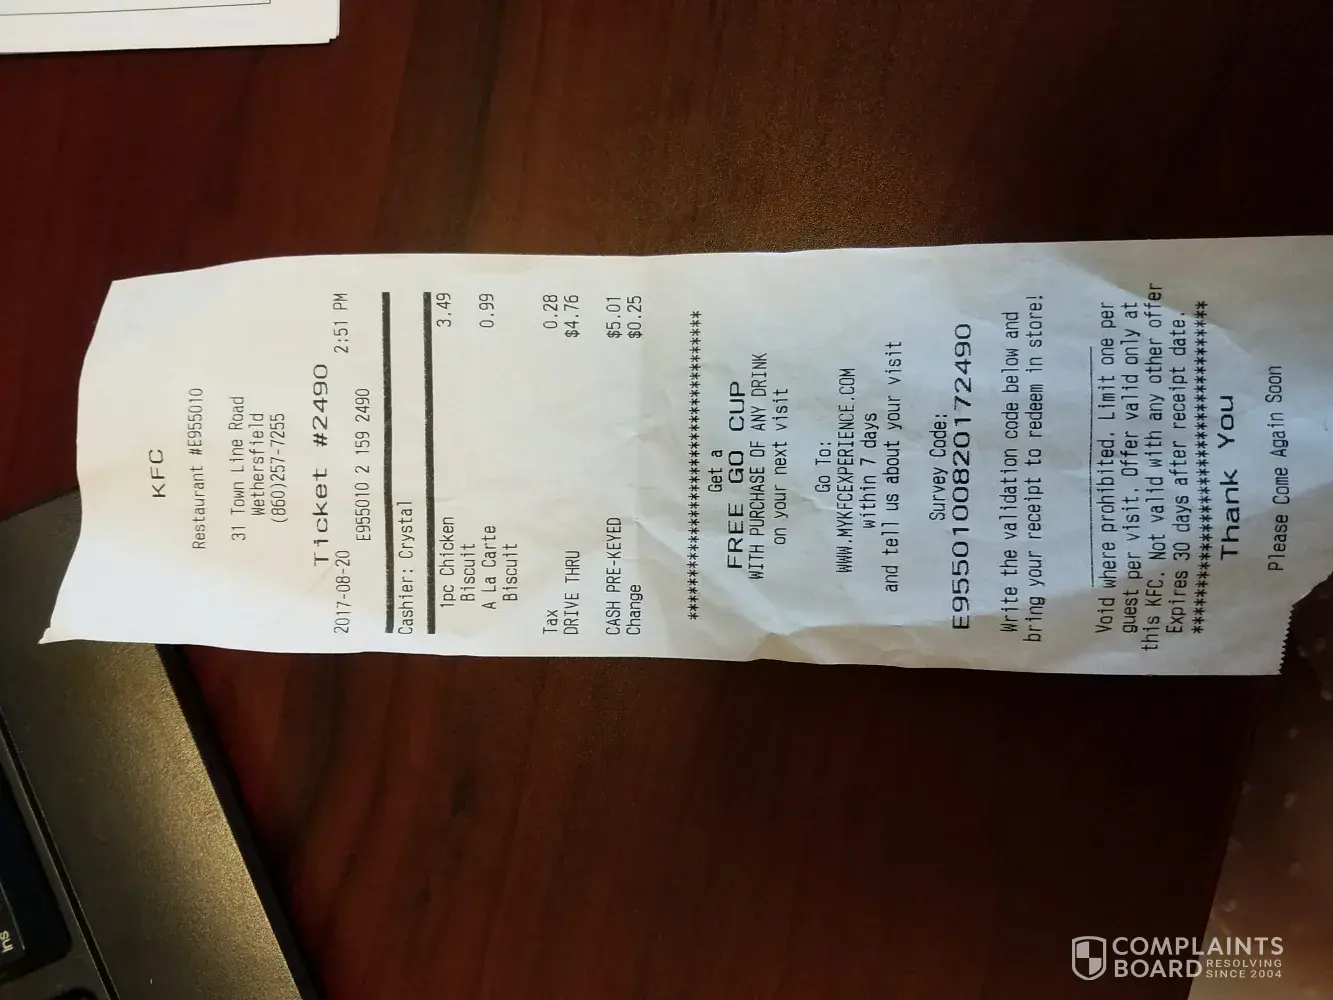 KFC
Restaurant #E955010
31 Town Line Road
Wethersfield
(860)257-7255
Ticket #2490
2017-08-20 2:51 PM
E955010 2 159 2490
Cashier: Crystal
1pc Chicken 3.49
Biscuit
A La Carte 0.99
Biscuit
Tax 0.28
DRIVE THRU $4.76
CASH PRE-KEYED $5.01
Change $0.25
****************************************
Get a
FREE GO CUP
WITH PURCHASE OF ANY DRINK
on your next visit
Go To:
WWW.MYKFCEXPERIENCE.COM
within 7 days
and tell us about your visit
Survey Code:
E9550100820172490
Write the validation code below and
bring your receipt to redeem in store!
Void where prohibited. Limit one per
guest per visit. Offer valid only at
this KFC. Not valid with any other offer
Expires 30 days after receipt date.
****************************************
Thank You
Please Come Again Soon
ins
COMPLAINTS
BOARD RESOLVING
SINCE 2004